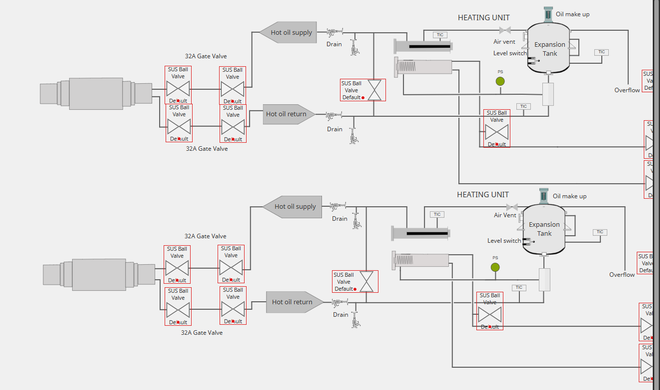 HEATING UNIT
Oil make up
Hot oil supply
Drain
TIC
Air vent
Level switch
Expansion
Tank
TIC
32A Gate Valve
SUS Ball
Valve
Default
SUS Ball
Valve
Default
SUS Ball
Valve
Default
PS
Overflow
SUS Ball
Valve
Default
SUS Ball
Valve
Default
Hot oil return
Drain
TIC
SUS Ball
Valve
Default
32A Gate Valve
HEATING UNIT
Oil make up
Hot oil supply
Drain
TIC
Air Vent
Level switch
Expansion
Tank
TIC
32A Gate Valve
SUS Ball
Valve
Default
SUS Ball
Valve
Default
SUS Ball
Valve
Default
PS
Overflow
SUS Ball
Valve
Default
SUS Ball
Valve
Default
Hot oil return
Drain
TIC
SUS Ball
Valve
Default
32A Gate Valve